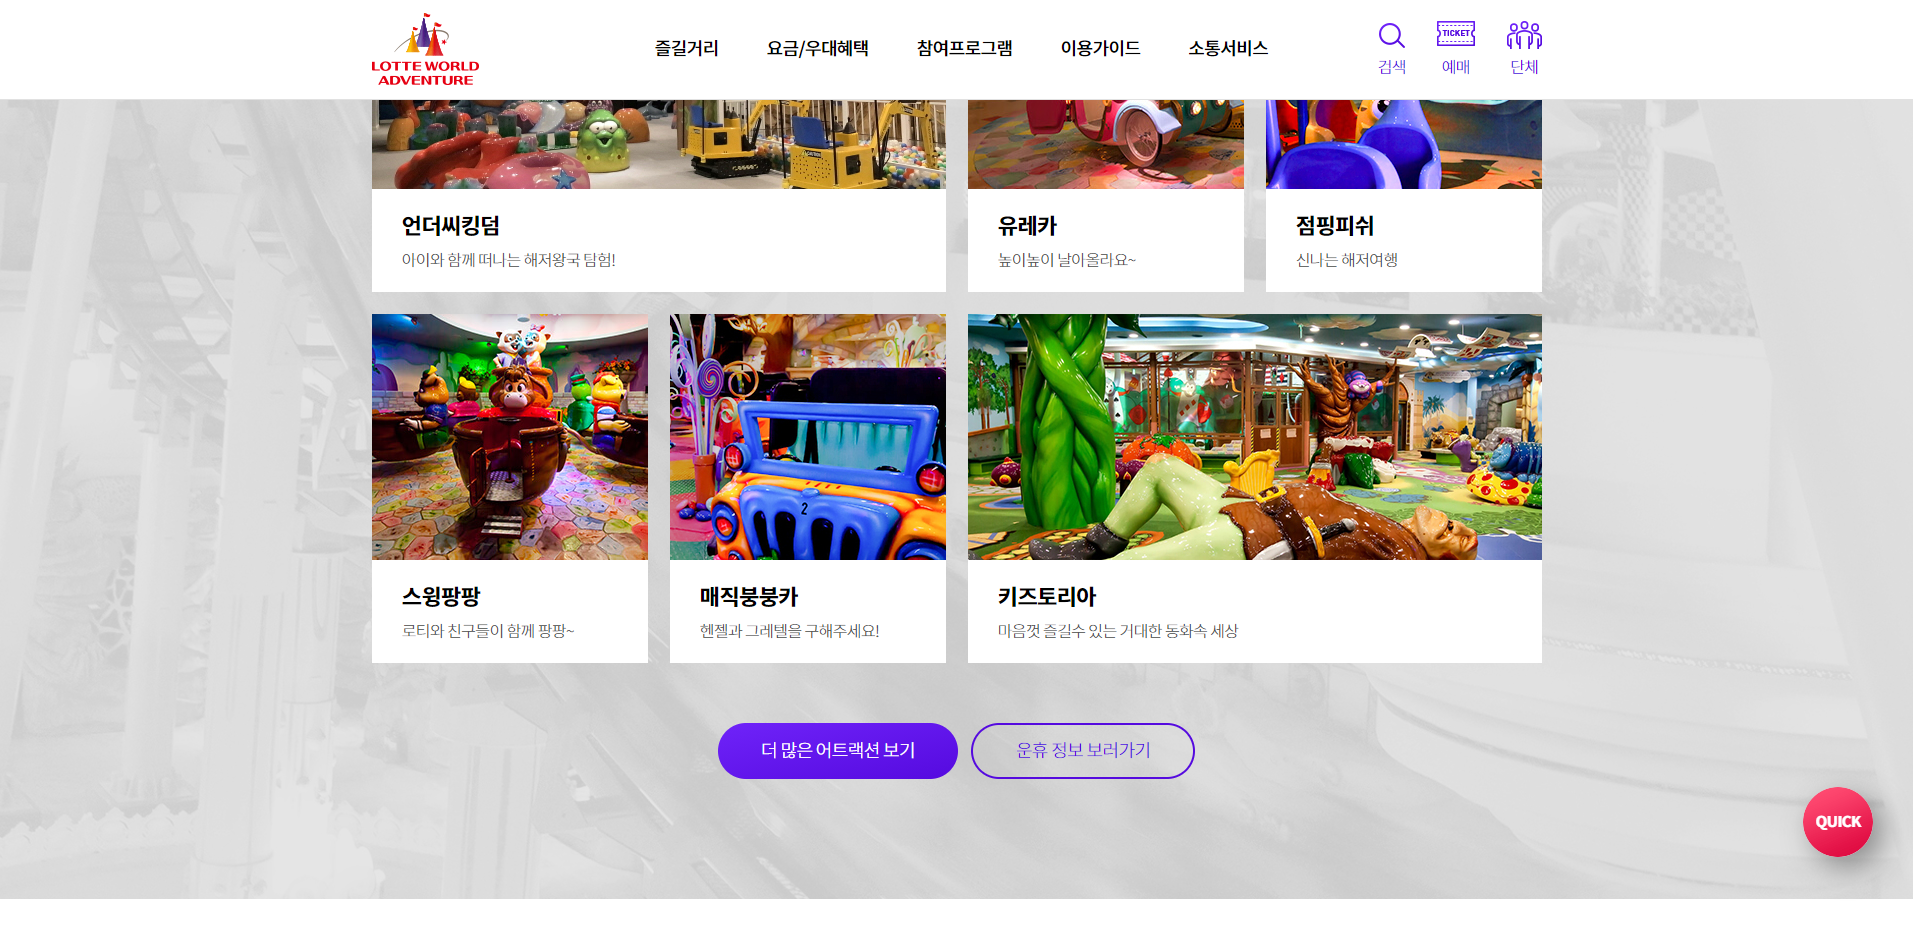 LOTTE WORLD
ADVENTURE
즐길거리
요금/우대혜택
참여프로그램
이용가이드
소통서비스
TICKET
검색
예매
단체
언더씨킹덤
아이와 함께 떠나는 해저왕국 탐험!
유레카
높이높이 날아올라요~
점핑피쉬
신나는 해저여행
2
스윙팡팡
로티와 친구들이 함께 팡팡~
매직붕붕카
헨젤과 그레텔을 구해주세요!
키즈토리아
마음껏 즐길수 있는 거대한 동화속 세상
더 많은 어트랙션 보기
운휴 정보 보러가기
QUICK